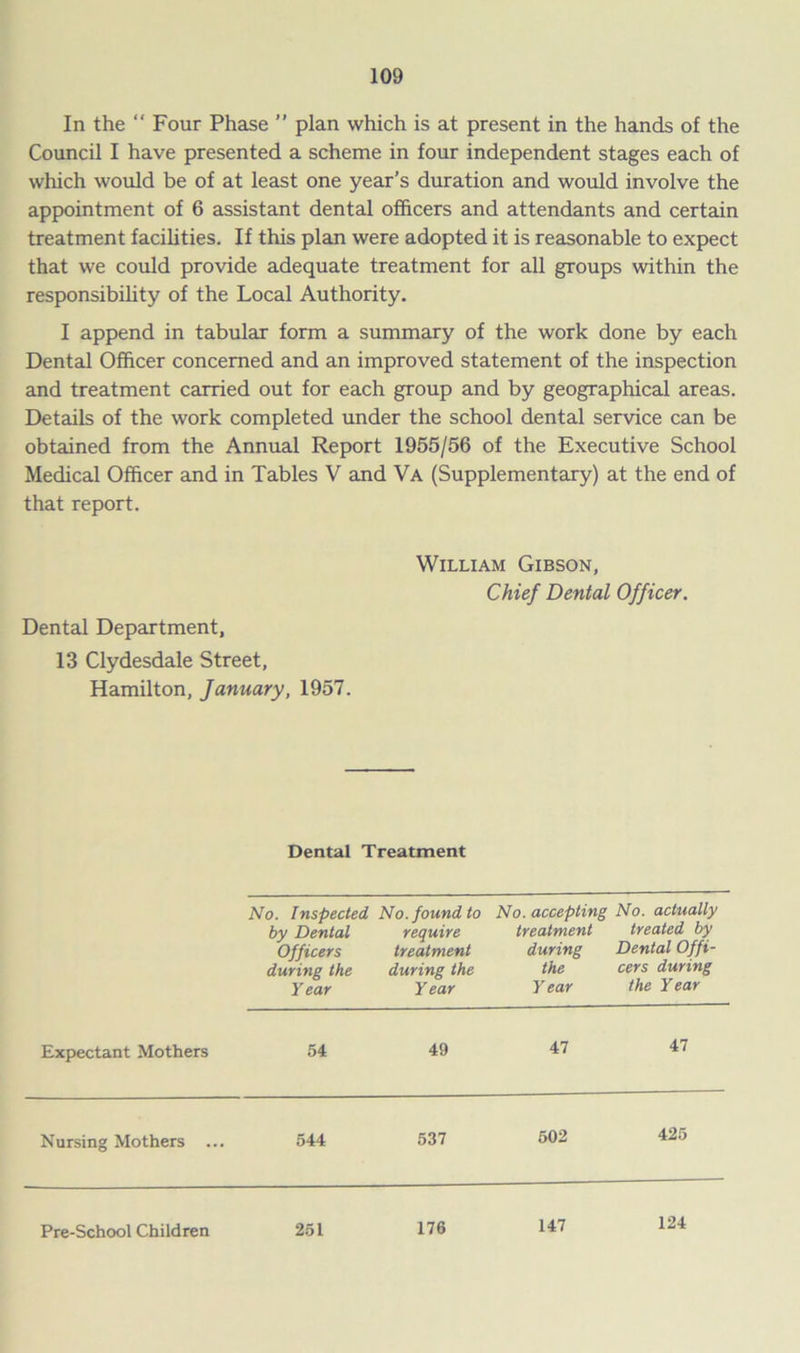 109
In the “ Four Phase ” plan which is at present in the hands of the
Council I have presented a scheme in four independent stages each of
which would be of at least one year's duration and would involve the
appointment of 6 assistant dental officers and attendants and certain
treatment facilities. If this plan were adopted it is reasonable to expect
that we could provide adequate treatment for all groups within the
responsibility of the Local Authority.
I append in tabular form a summary of the work done by each
Dental Officer concerned and an improved statement of the inspection
and treatment carried out for each group and by geographical areas.
Details of the work completed under the school dental service can be
obtained from the Annual Report 1955/56 of the Executive School
Medical Officer and in Tables V and VA (Supplementary) at the end of
that report.
WILLIAM GIBSON,
Chief Dental Officer.
Dental Department,
13 Clydesdale Street,
Hamilton, January, 1957.
Dental Treatment
No. Inspected No. found to No. accepting No. actually
by Dental require treatment treated by
Officers treatment during Dental Offi-
during the during the the cers during
Year Year Year the Year
Expectant Mothers 54 49 47 47
Nursing Mothers ... 544 537 502 425
Pre-School Children 251 176 147 124